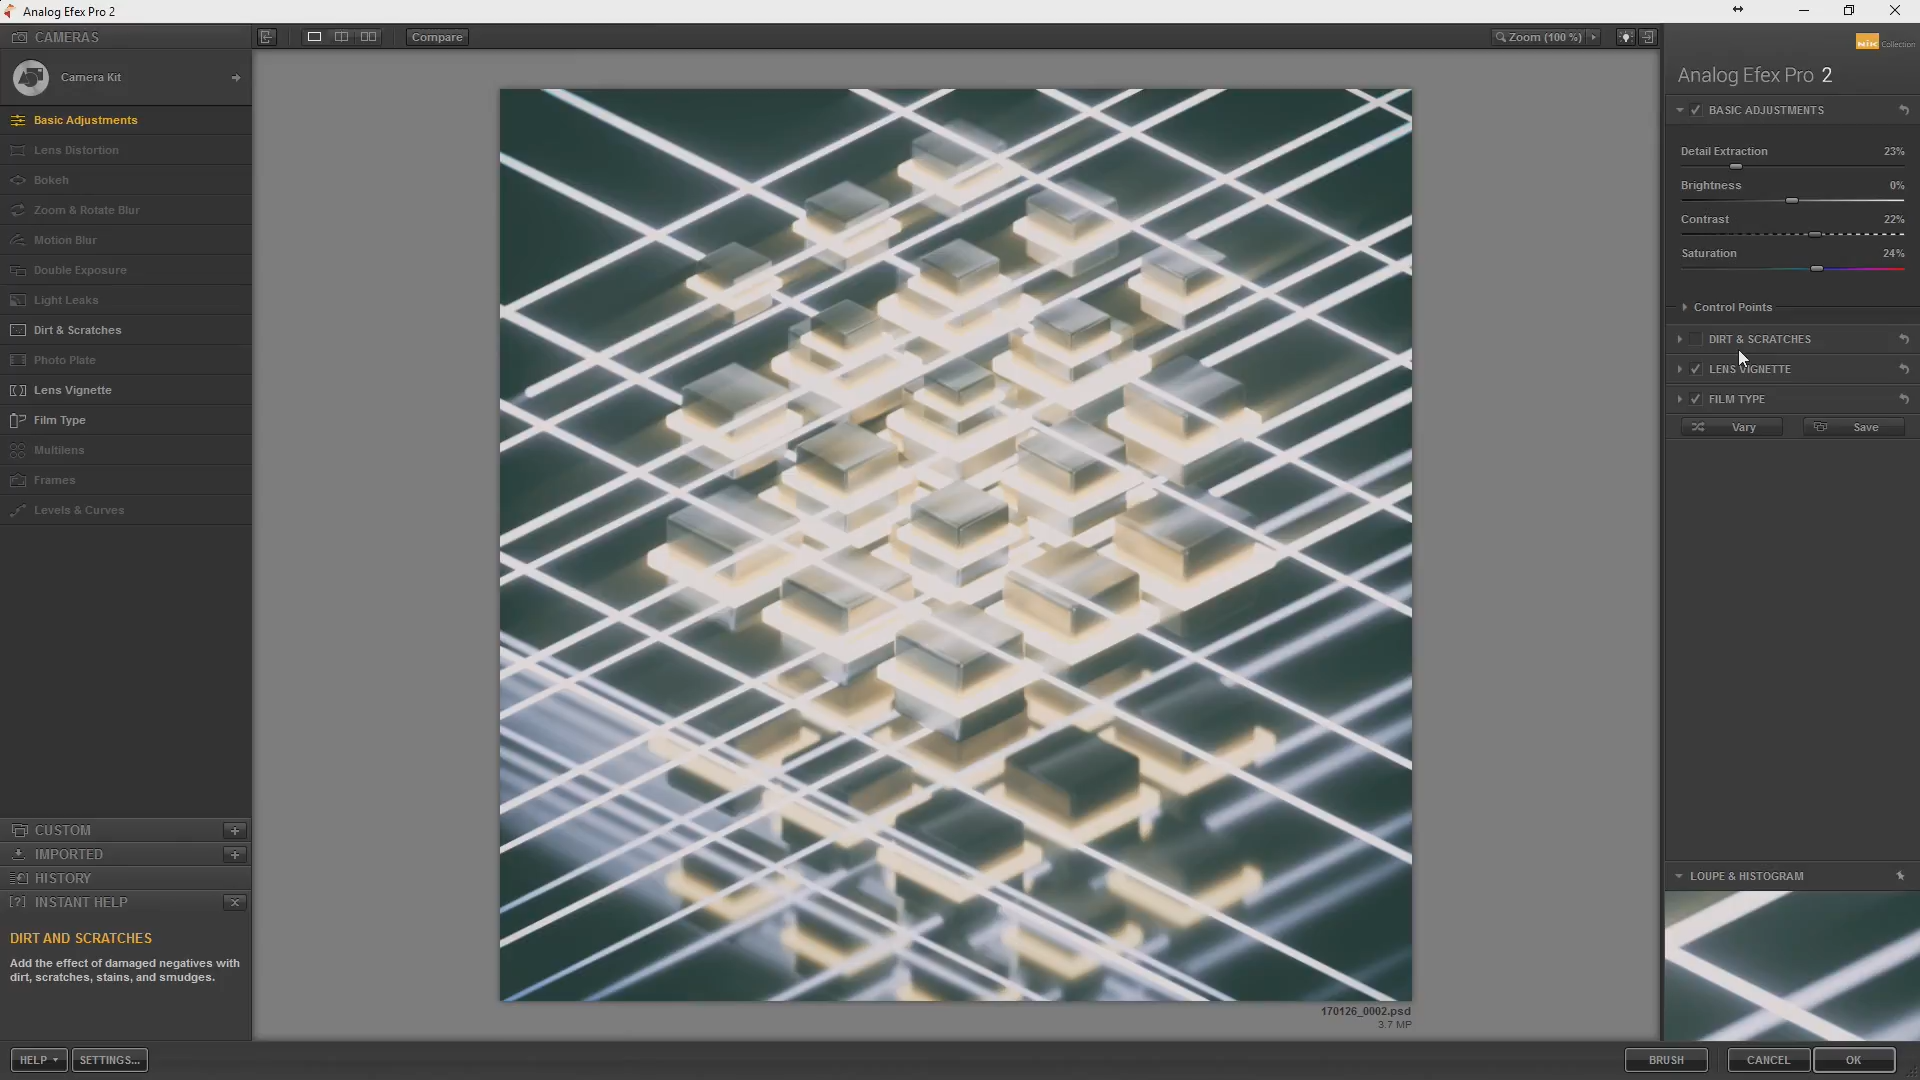 Analog Efex Pro 2
CAMERAS
Camera Kit
Basic Adjustments
Lens Distortion
Bokeh
Zoom & Rotate Blur
Motion Blur
Double Exposure
Light Leaks
Dirt & Scratches
Photo Plate
Lens Vignette
Film Type
Multilens
Frames
Levels & Curves
CUSTOM
IMPORTED
HISTORY
[?] INSTANT HELP
DIRT AND SCRATCHES
Add the effect of damaged negatives with
dirt, scratches, stains, and smudges.
HELP
SETTINGS...
Compare
Zoom (100 %)
170126_0002.psd
3.7 MP
Nik Collection
Analog Efex Pro 2
BASIC ADJUSTMENTS
Detail Extraction 23%
Brightness 0%
Contrast 22%
Saturation 24%
Control Points
DIRT & SCRATCHES
LENS VIGNETTE
FILM TYPE
Vary Save
LOUPE & HISTOGRAM
BRUSH CANCEL OK